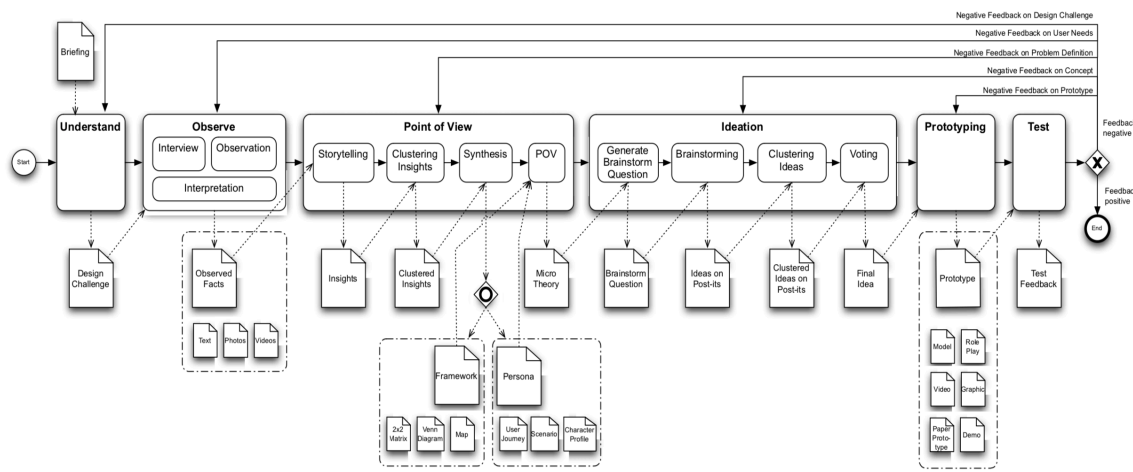 Negative Feedback on Design Challenge
Negative Feedback on User Needs
Negative Feedback on Problem Definition
Negative Feedback on Concept
Negative Feedback on Prototype
Briefing
Understand
Observe
Point of View
Ideation
Prototyping
Test
Feedbac
negative
Start
Interview
Observation
Interpretation
Storytelling
Clustering
Insights
Synthesis
POV
Generate
Brainstorm
Question
Brainstorming
Clustering
Ideas
Voting
X
Feedbac
positive
End
Design
Challenge
Observed
Facts
Insights
Clustered
Insights
Micro
Theory
Brainstorm
Question
Ideas on
Post-its
Clustered
Ideas on
Post-its
Final
Idea
Prototype
Test
Feedback
Text
Photos
Videos
Framework
Persona
2x2
Matrix
Venn
Diagram
Map
User
Journey
Scenario
Character
Profile
Model
Role
Play
Video
Graphic
Paper
Proto-
type
Demo